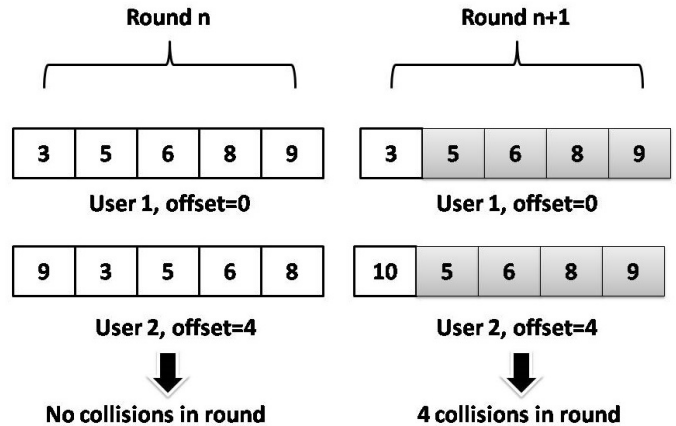 Round n
Round n+1
3 5 6 8 9
3 5 6 8 9
User 1, offset=0
User 1, offset=0
9 3 5 6 8
10 5 6 8 9
User 2, offset=4
User 2, offset=4
No collisions in round
4 collisions in round